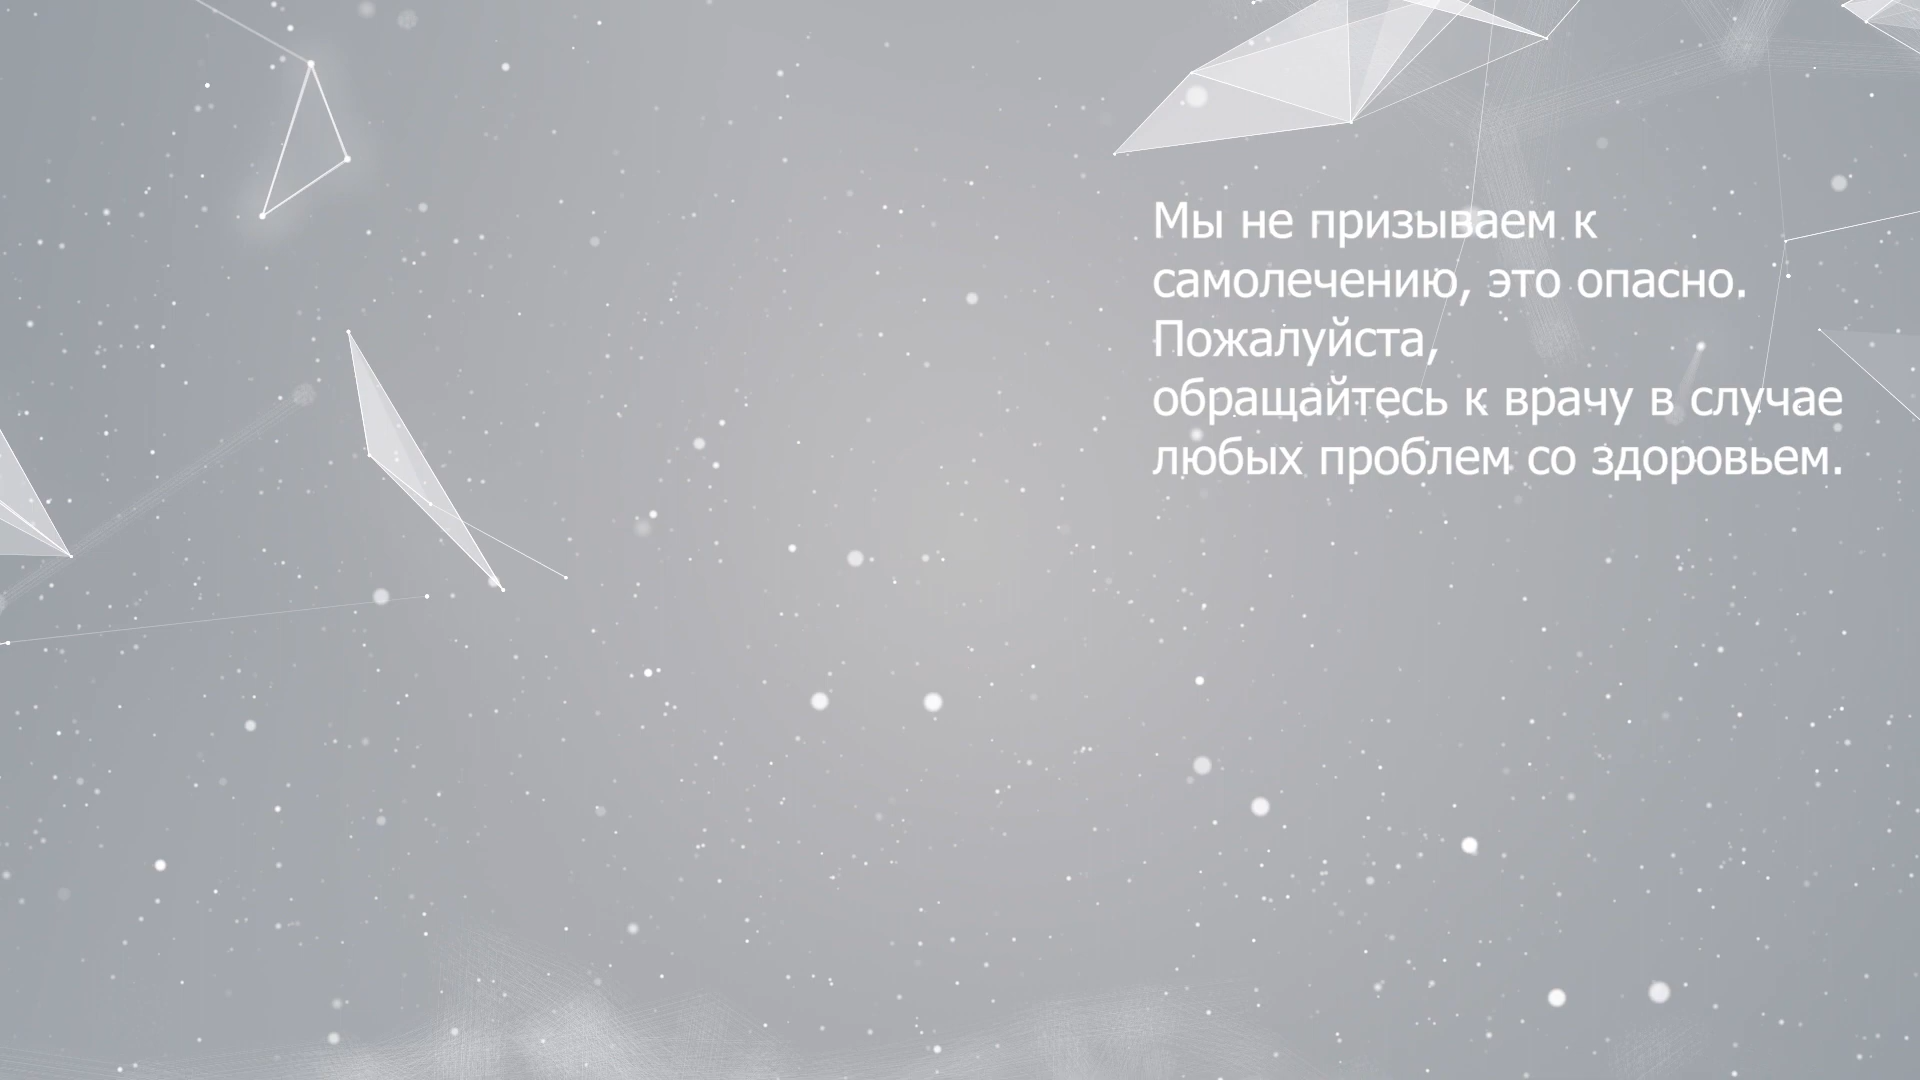 Мы не призываем к
самолечению, это опасно.
Пожалуйста,
обращайтесь к врачу в случае
любых проблем со здоровьем.